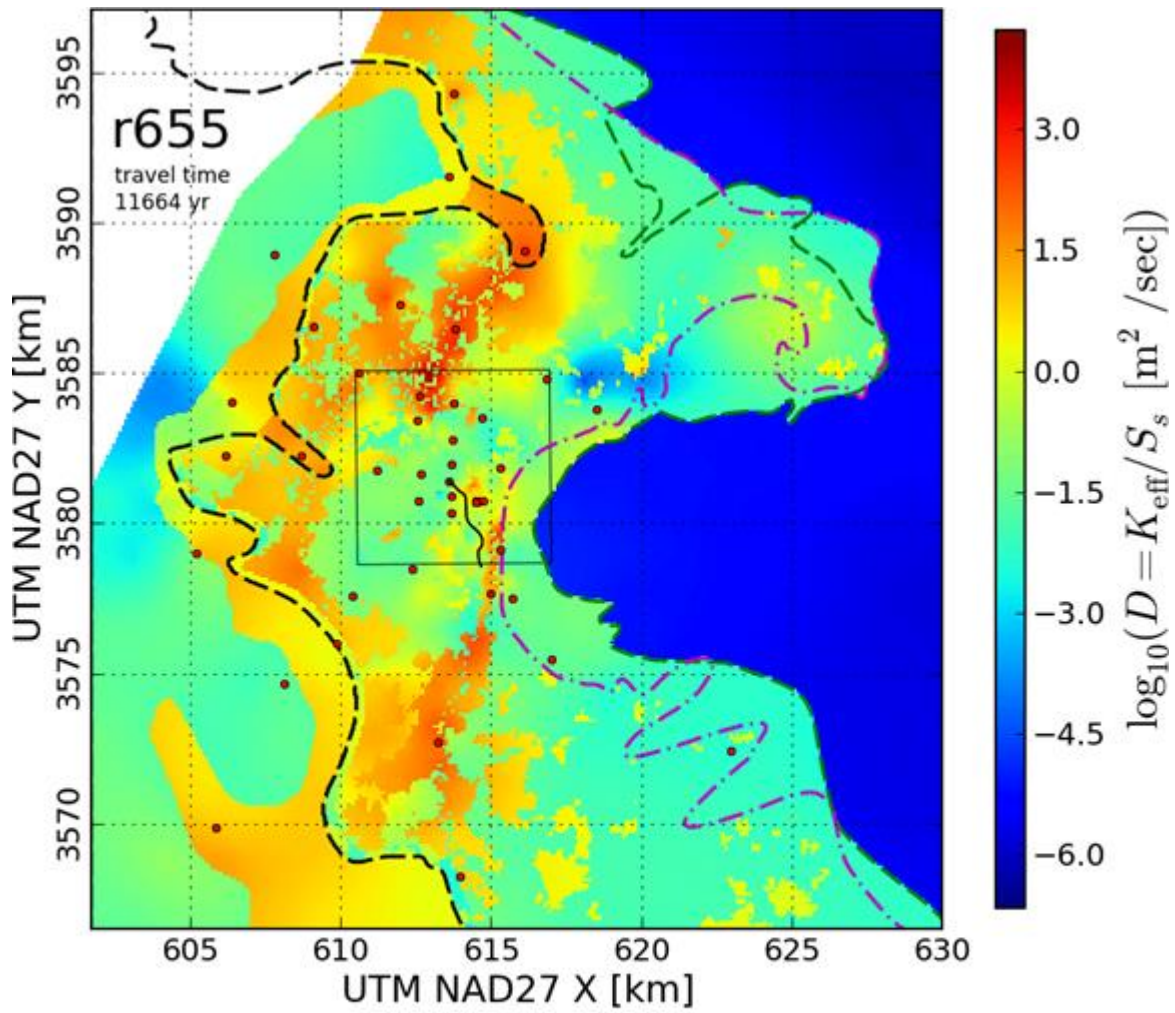 r655
travel time
11664 yr
3595
3590
3585
3580
3575
3570
UTM NAD27 Y [km]
605 610 615 620 625 630
UTM NAD27 X [km]
3.0
1.5
0.0
−1.5
−3.0
−4.5
−6.0
log₁₀(D = K_eff/S_s [m² /sec])